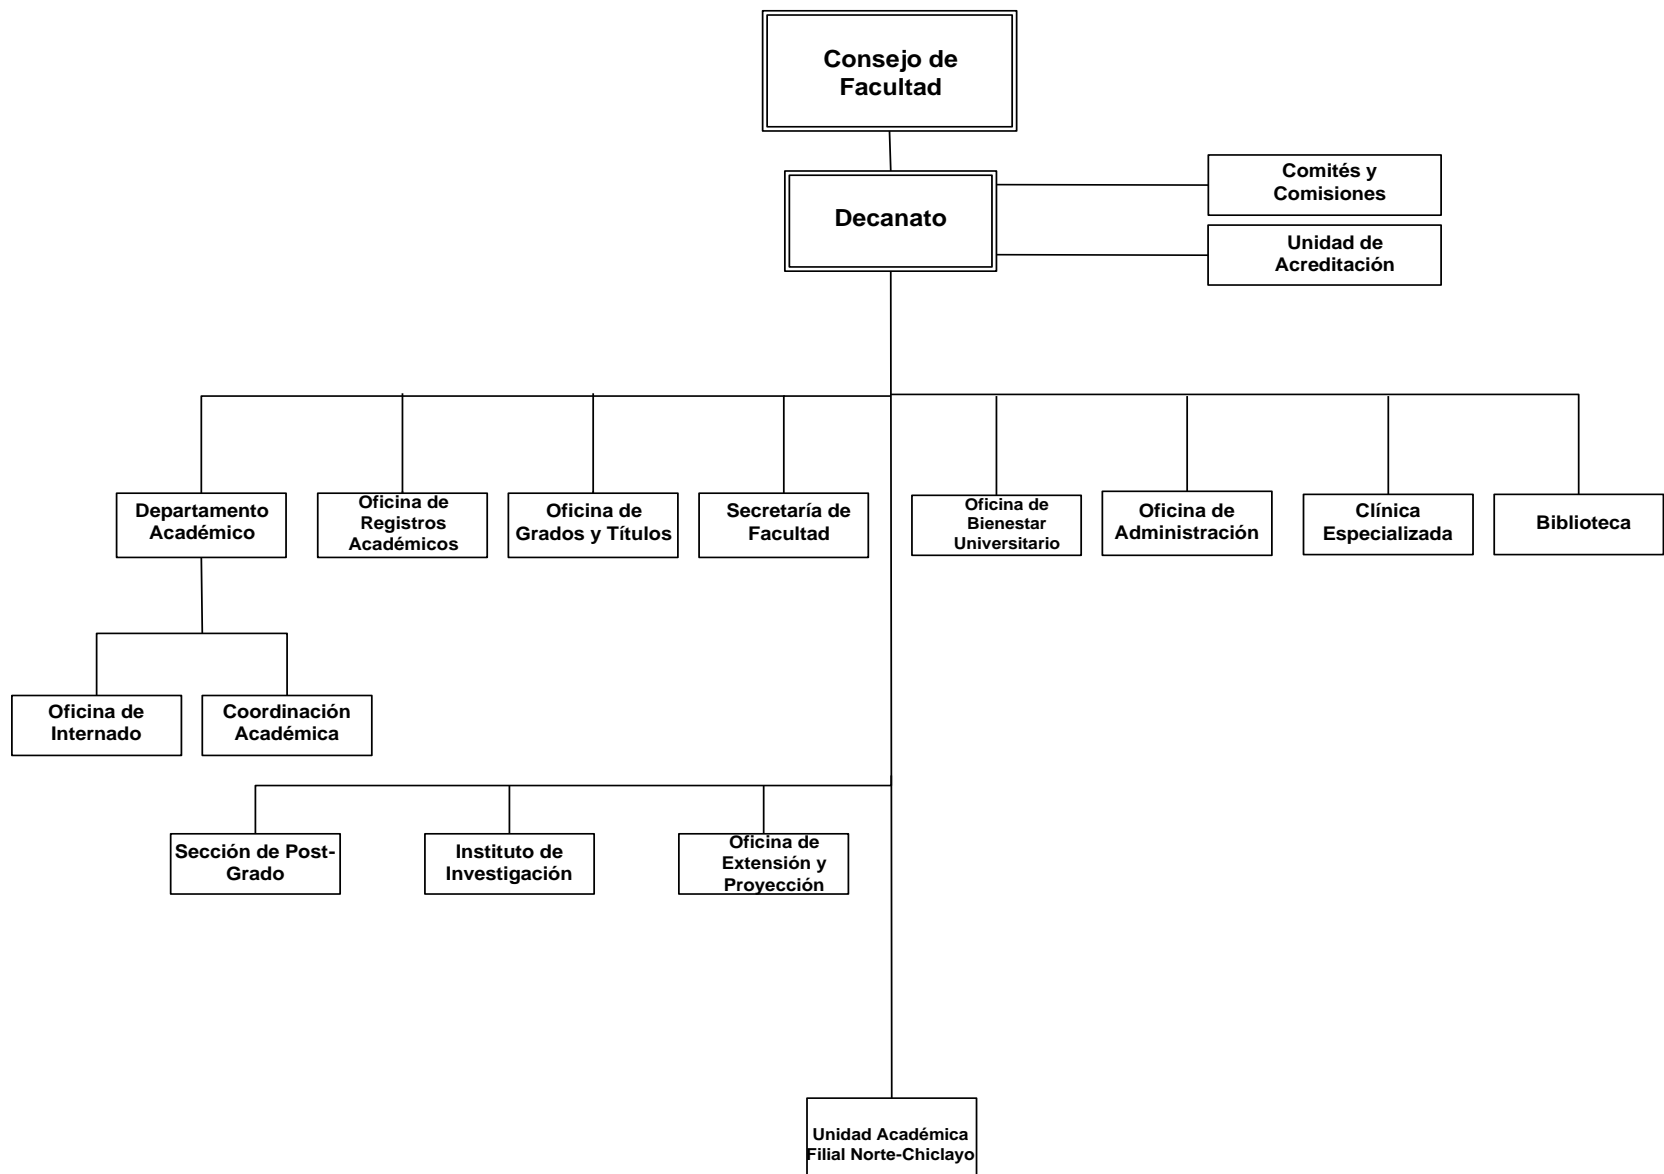 Consejo de
Facultad
Decanato
Comités y
Comisiones
Unidad de
Acreditación
Departamento
Académico
Oficina de
Registros
Académicos
Oficina de
Grados y Títulos
Secretaría de
Facultad
Oficina de
Bienestar
Universitario
Oficina de
Administración
Clínica
Especializada
Biblioteca
Oficina de
Internado
Coordinación
Académica
Sección de Post-
Grado
Instituto de
Investigación
Oficina de
Extensión y
Proyección
Unidad Académica
Filial Norte-Chiclayo